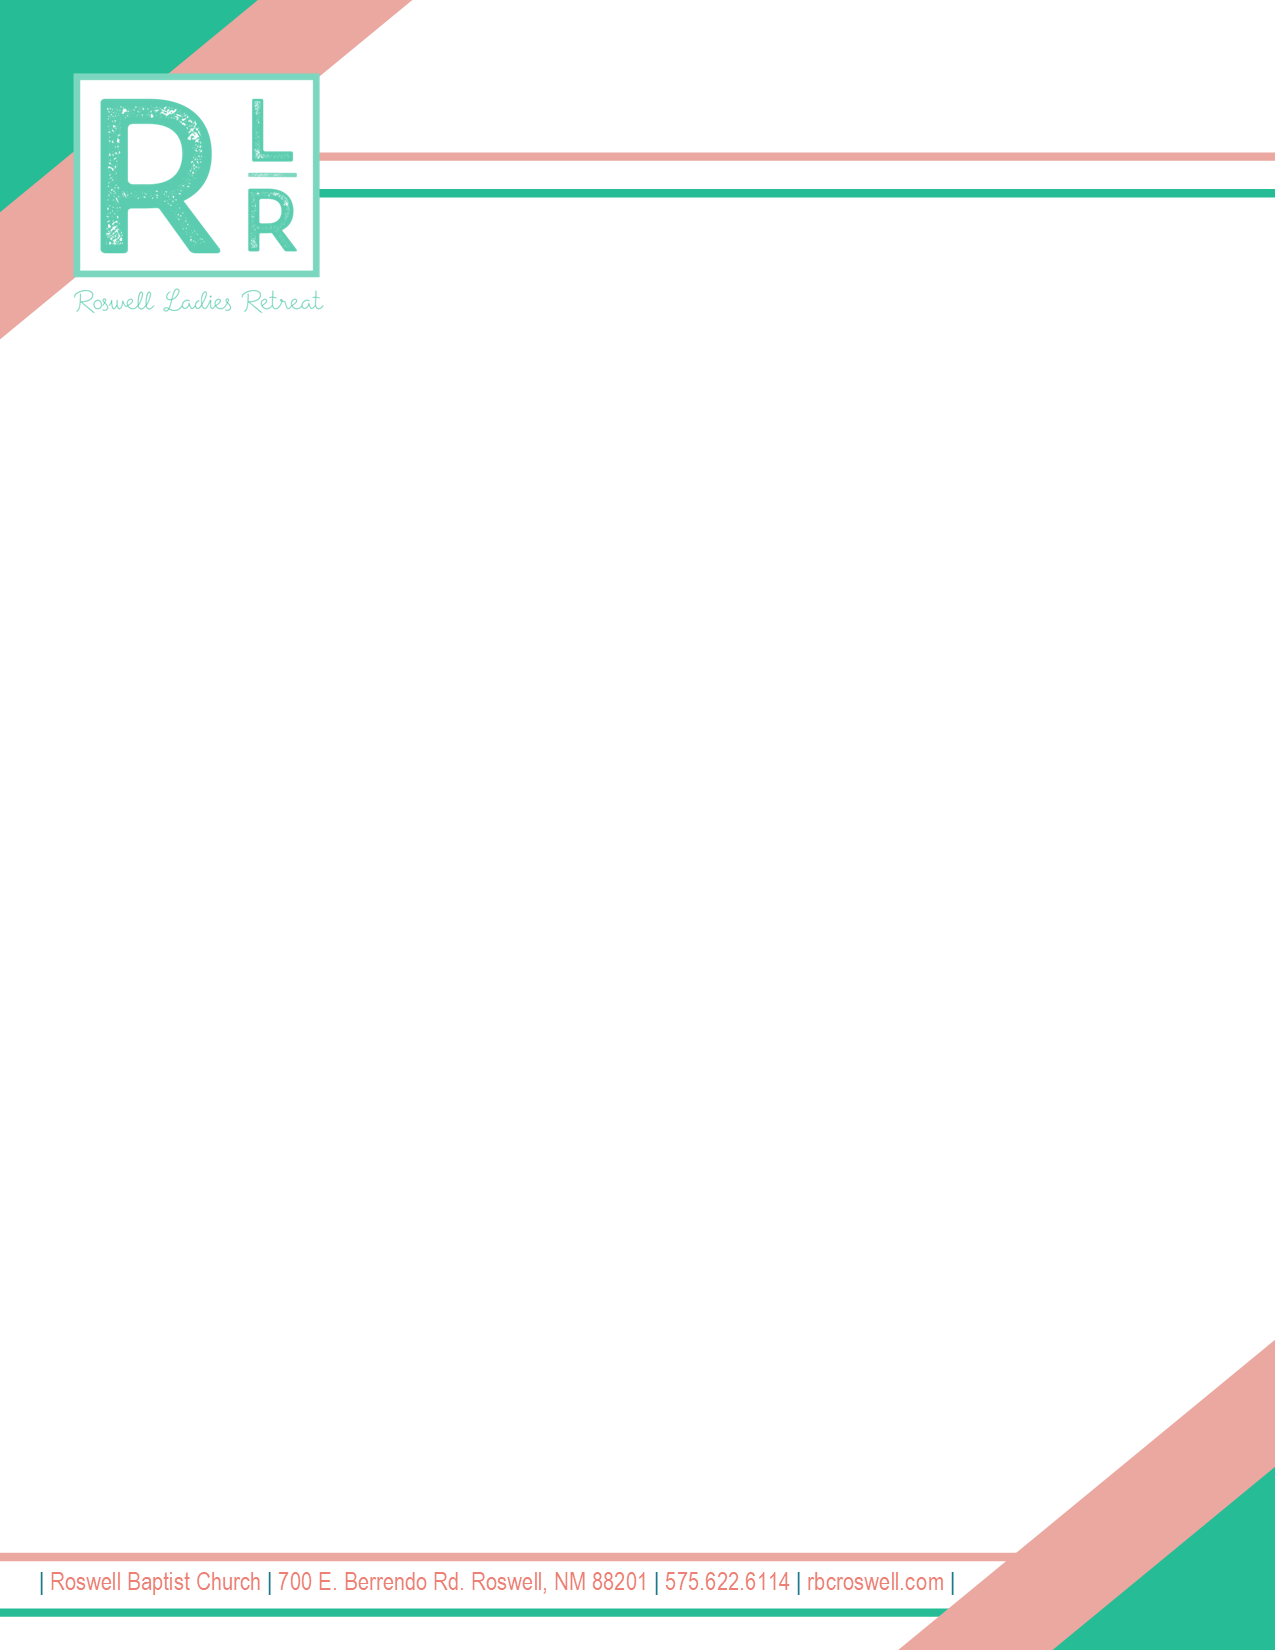 R
L
R
Roswell Ladies Retreat
| Roswell Baptist Church | 700 E. Berrendo Rd. Roswell, NM 88201 | 575.622.6114 | rbcroswell.com |